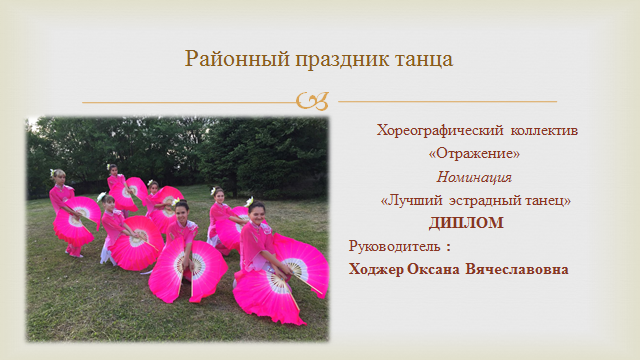 Районный праздник танца
Хореографический коллектив
«Отражение»
Номинация
«Лучший эстрадный танец»
ДИПЛОМ
Руководитель :
Ходжер Оксана Вячеславовна